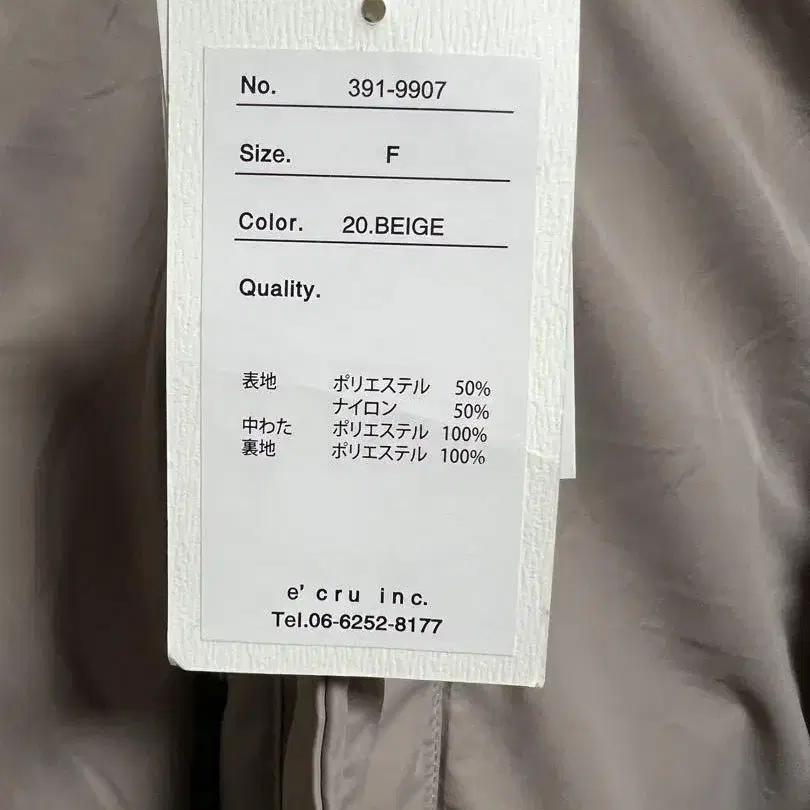 No. 391-9907
Size. F
Color. 20.BEIGE
Quality.
表地 ポリエステル 50%
ナイロン 50%
中わた ポリエステル 100%
裏地 ポリエステル 100%
e' cru inc.
Tel.06-6252-8177